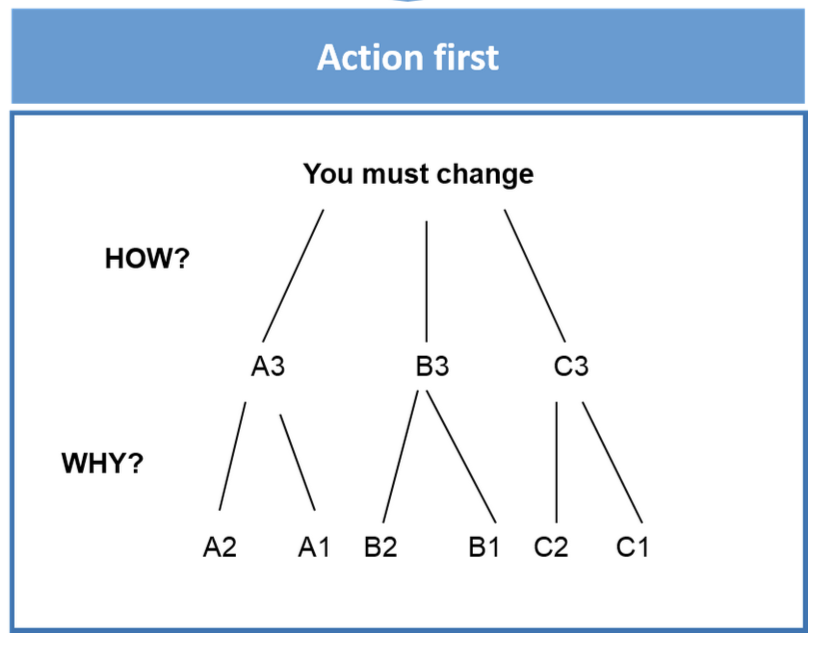 Action first
You must change
HOW?
A3 B3 C3
WHY?
A2 A1 B2 B1 C2 C1